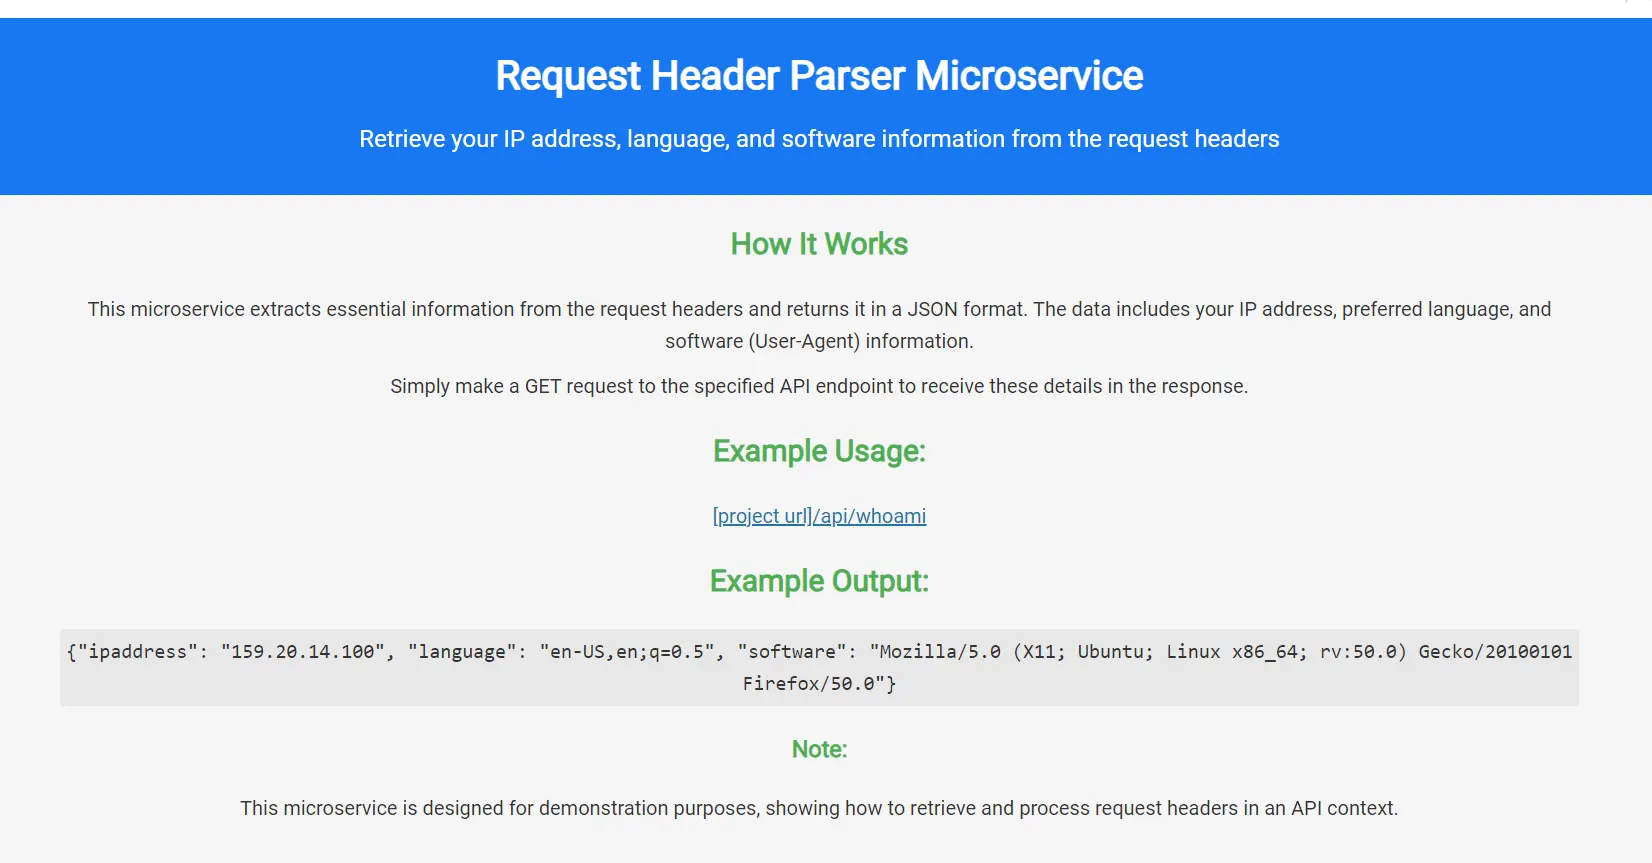 Request Header Parser Microservice
Retrieve your IP address, language, and software information from the request headers
How It Works
This microservice extracts essential information from the request headers and returns it in a JSON format. The data includes your IP address, preferred language, and
software (User-Agent) information.
Simply make a GET request to the specified API endpoint to receive these details in the response.
Example Usage:
[project url]/api/whoami
Example Output:
{"ipaddress": "159.20.14.100", "language": "en-US,en;q=0.5", "software": "Mozilla/5.0 (X11; Ubuntu; Linux x86_64; rv:50.0) Gecko/20100101
Firefox/50.0"}
Note:
This microservice is designed for demonstration purposes, showing how to retrieve and process request headers in an API context.